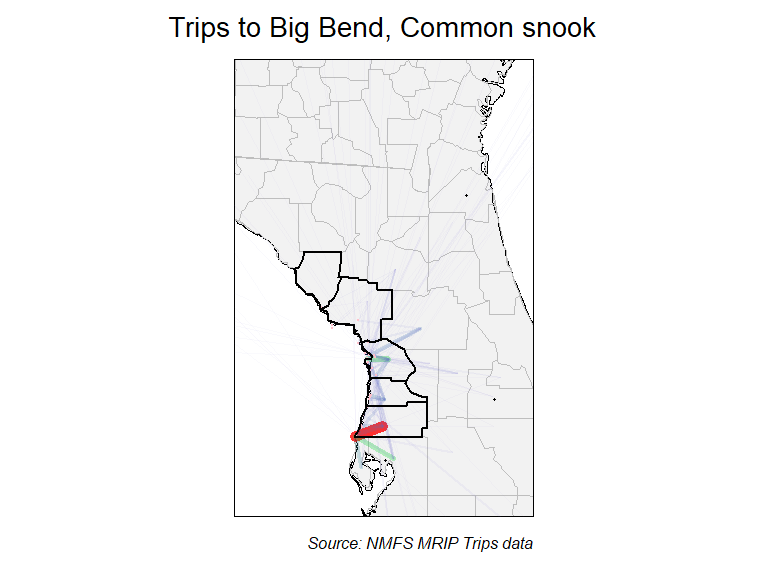 Trips to Big Bend, Common snook
Source: NMFS MRIP Trips data